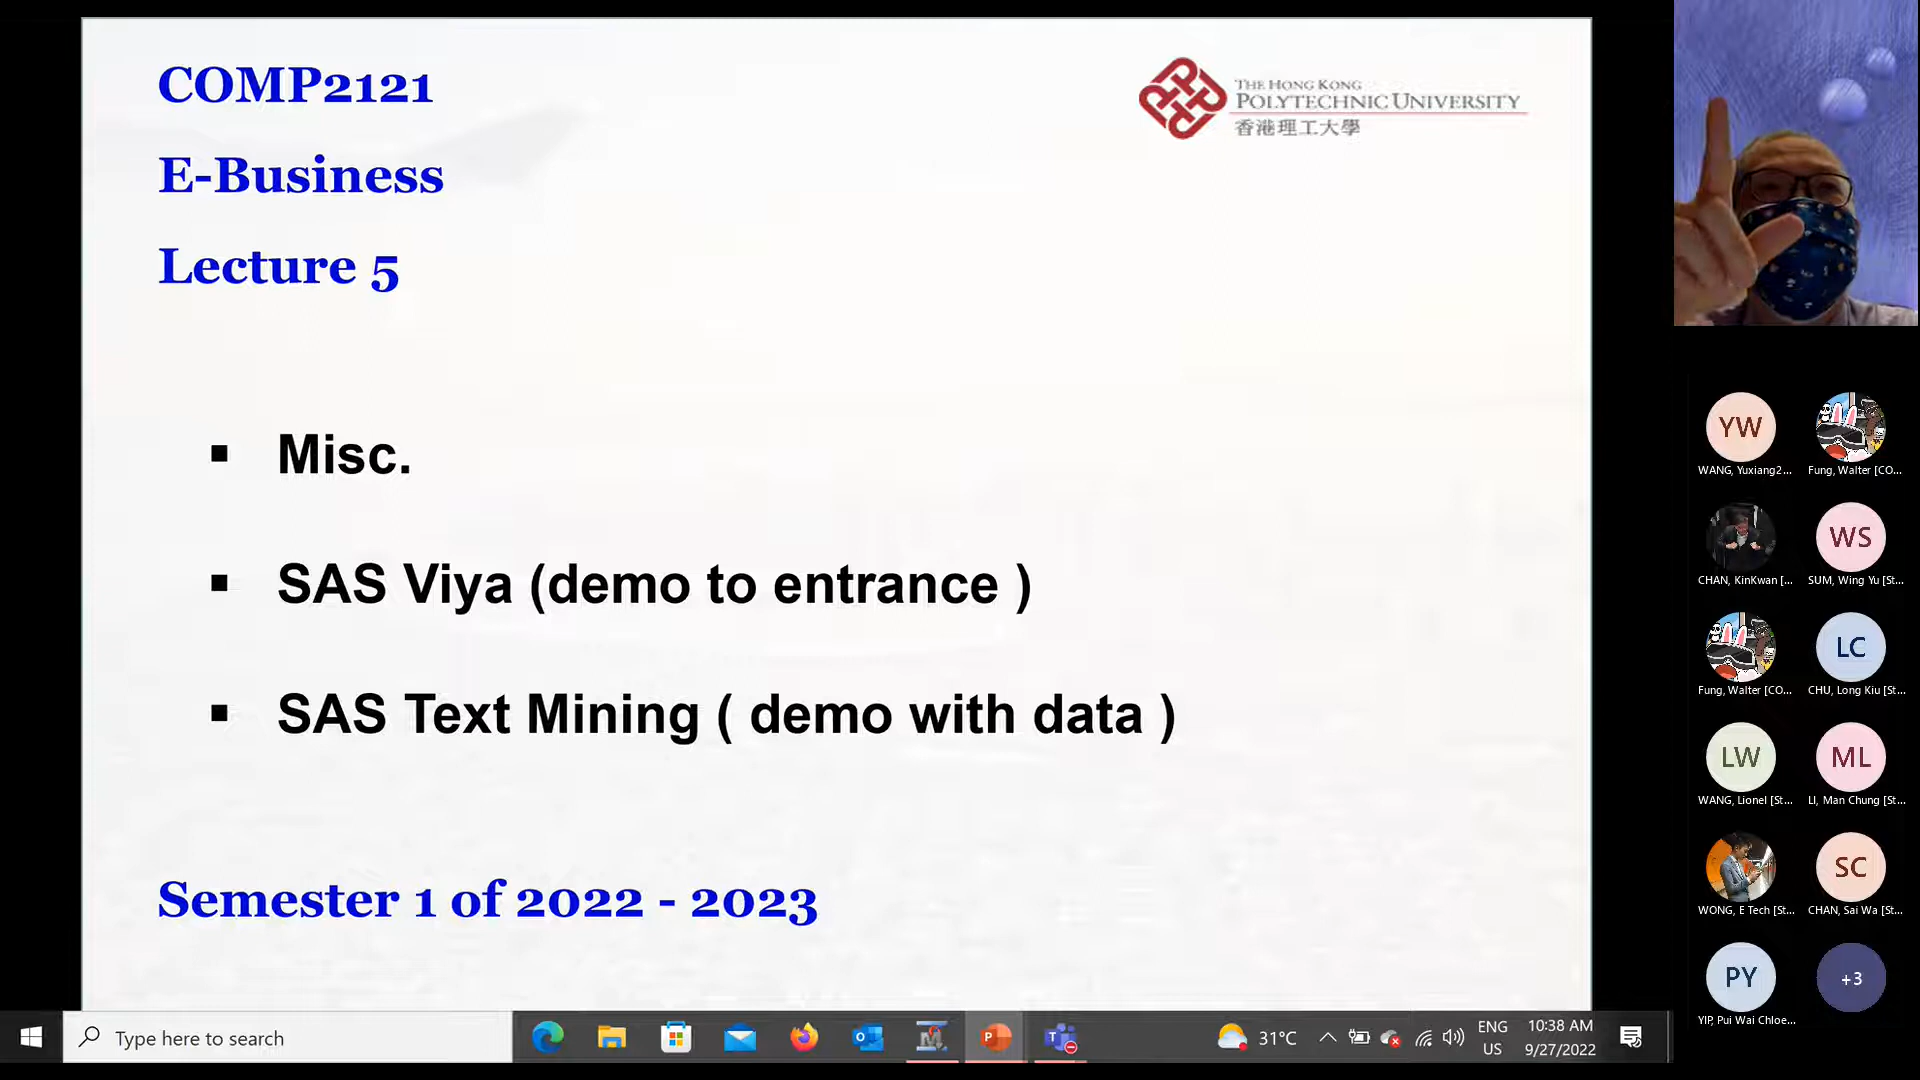 COMP2121
E-Business
Lecture 5
THE HONG KONG
POLYTECHNIC UNIVERSITY
香港理工大學
▪ Misc.
▪ SAS Viya (demo to entrance )
▪ SAS Text Mining ( demo with data )
Semester 1 of 2022 - 2023
YW
WANG, Yuxiang2...
Fung, Walter [CO...
CHAN, KinKwan [...
WS
SUM, Wing Yu [St...
Fung, Walter [CO...
LC
CHU, Long Kiu [St...
LW
WANG, Lionel [St...
ML
LI, Man Chung [St...
WONG, E Tech [St...
SC
CHAN, Sai Wa [St...
PY
YIP, Pui Wai Chloe...
+3
Type here to search
31°C
ENG
US
10:38 AM
9/27/2022